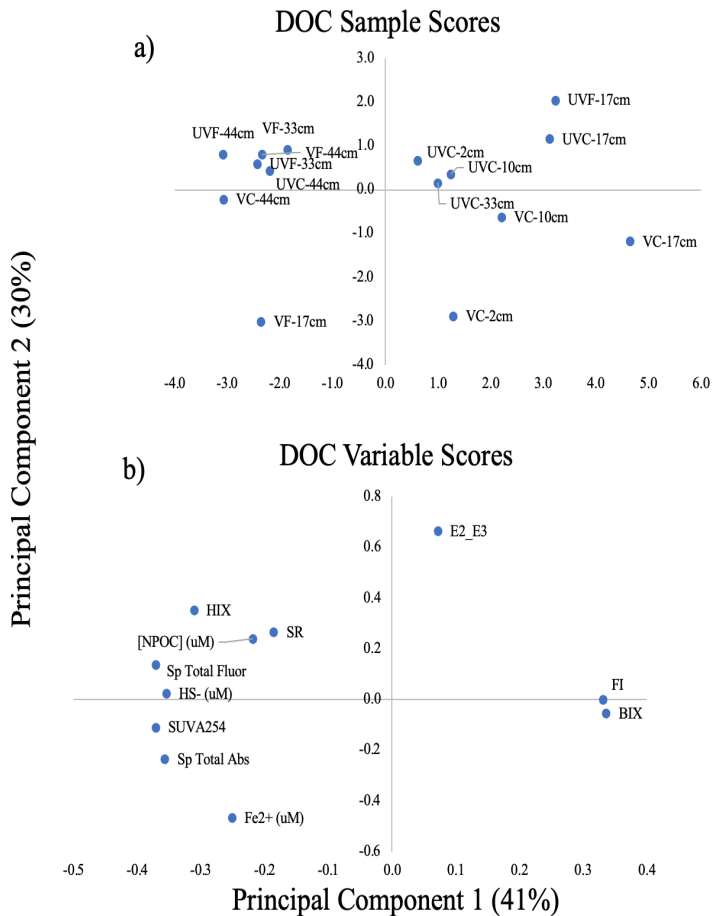 DOC Sample Scores
a)
3.0
2.0
1.0
0.0
-1.0
-2.0
-3.0
-4.0
UVF-17cm
UVC-17cm
VF-33cm
UVF-44cm
VF-44cm
UVF-33cm
UVC-44cm
VC-44cm
UVC-2cm
UVC-10cm
UVC-33cm
VC-10cm
VC-17cm
VF-17cm
VC-2cm
-4.0 -3.0 -2.0 -1.0 0.0 1.0 2.0 3.0 4.0 5.0 6.0
Principal Component 2 (30%)
b)
DOC Variable Scores
0.8
0.6
0.4
0.2
0.0
-0.2
-0.4
-0.6
E2_E3
HIX
[NPOC] (uM)
SR
Sp Total Fluor
HS- (uM)
FI
BIX
SUVA254
Sp Total Abs
Fe2+ (uM)
-0.5 -0.4 -0.3 -0.2 -0.1 0.0 0.1 0.2 0.3 0.4
Principal Component 1 (41%)